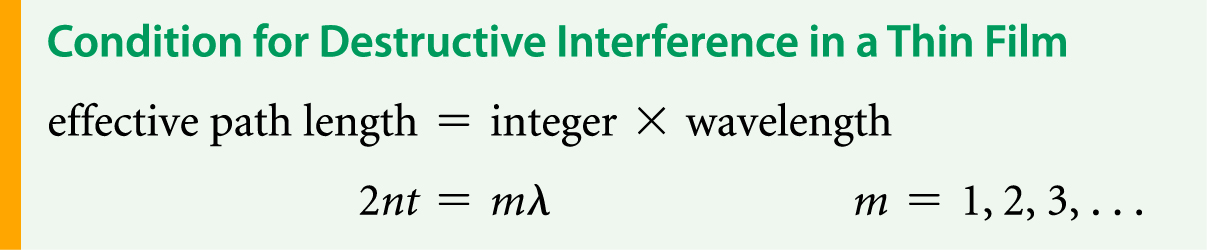 Condition for Destructive Interference in a Thin Film
effective path length = integer × wavelength
2nt = mλ m = 1, 2, 3, . . .